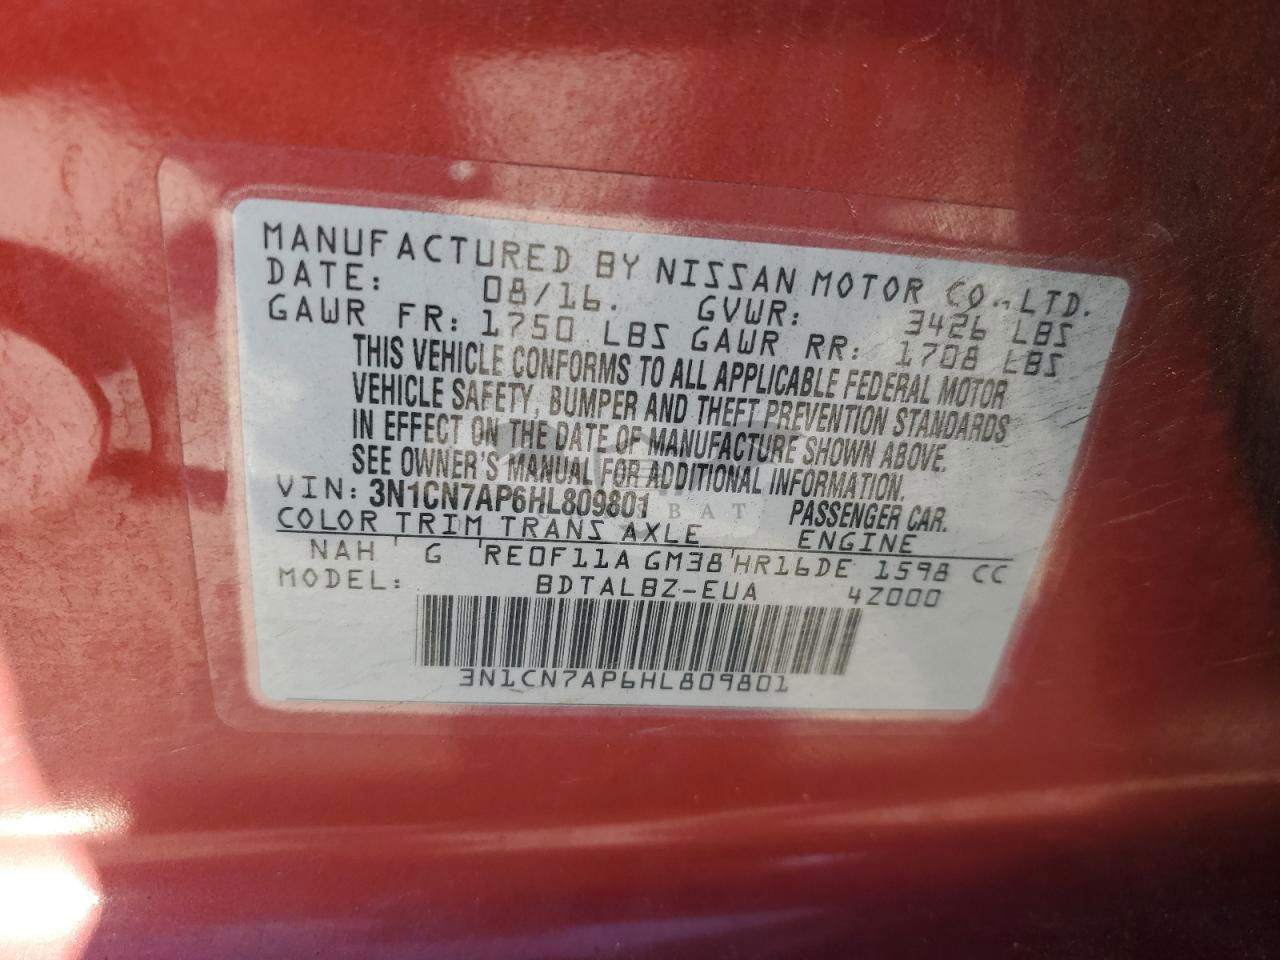 MANUFACTURED BY NISSAN MOTOR CO., LTD.
DATE: 08/16. GVWR: 3426 LBS
GAWR FR: 1750 LBS GAWR RR: 1708 LBS
THIS VEHICLE CONFORMS TO ALL APPLICABLE FEDERAL MOTOR
VEHICLE SAFETY, BUMPER AND THEFT PREVENTION STANDARDS
IN EFFECT ON THE DATE OF MANUFACTURE SHOWN ABOVE.
SEE OWNER'S MANUAL FOR ADDITIONAL INFORMATION.
VIN: 3N1CN7AP6HL809801 PASSENGER CAR.
COLOR TRIM TRANS AXLE ENGINE
NAH G RE0F11A GM38 HR16DE 1598 CC
MODEL: BDTALBZ-EUA 4Z000
3N1CN7AP6HL809801